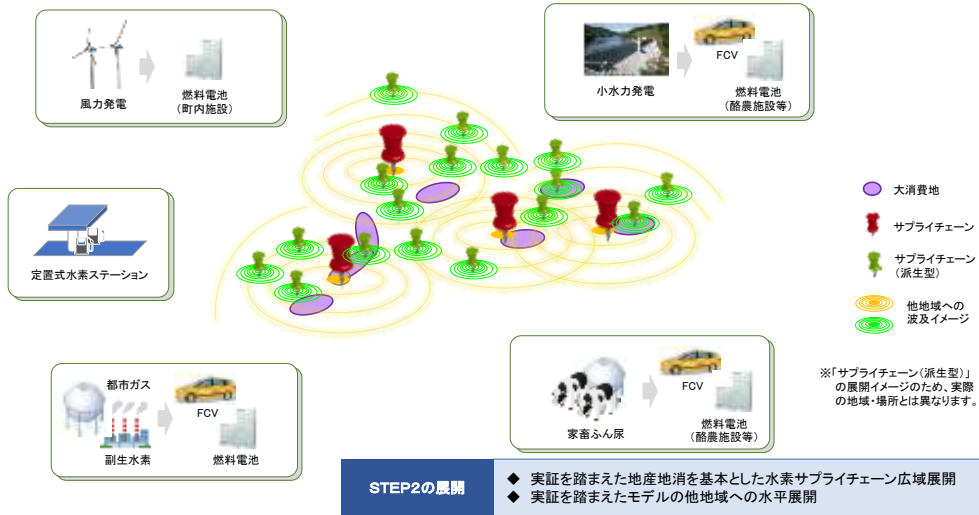 風力発電
燃料電池
（町内施設）
小水力発電
FCV
燃料電池
（酪農施設等）
定置式水素ステーション
大消費地
サプライチェーン
サプライチェーン
（派生型）
他地域への
波及イメージ
※「サプライチェーン（派生型）」
の展開イメージのため、実際
の地域・場所とは異なります。
都市ガス
副生水素
FCV
燃料電池
家畜ふん尿
FCV
燃料電池
（酪農施設等）
STEP2の展開
◆ 実証を踏まえた地産地消を基本とした水素サプライチェーン広域展開
◆ 実証を踏まえたモデルの他地域への水平展開